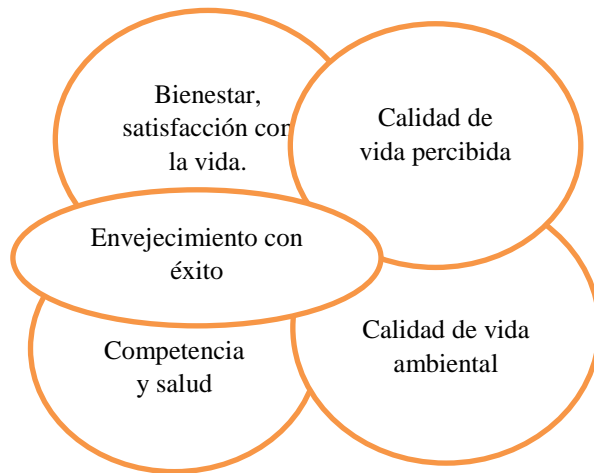 Bienestar,
satisfacción con
la vida.
Calidad de
vida percibida
Envejecimiento con
éxito
Competencia
y salud
Calidad de vida
ambiental